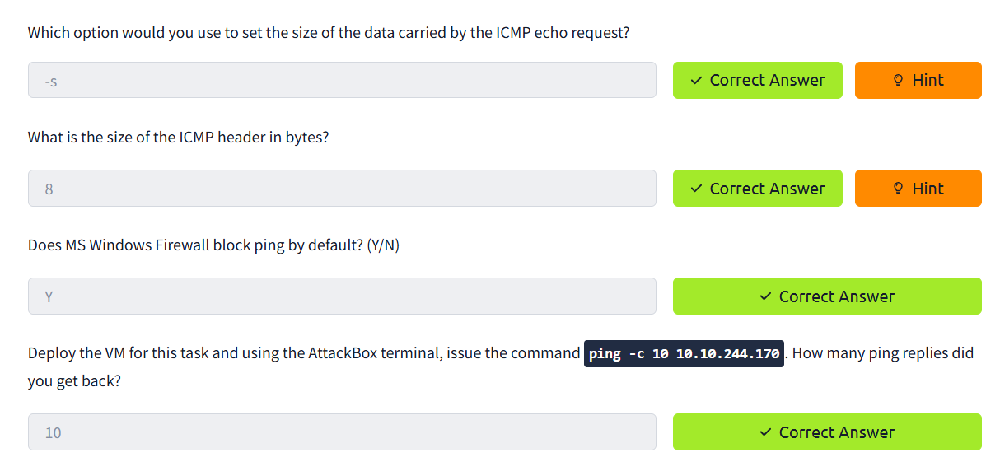 Which option would you use to set the size of the data carried by the ICMP echo request?
-s
✓ Correct Answer
Hint
What is the size of the ICMP header in bytes?
8
✓ Correct Answer
Hint
Does MS Windows Firewall block ping by default? (Y/N)
Y
✓ Correct Answer
Deploy the VM for this task and using the AttackBox terminal, issue the command ping -c 10 10.10.244.170. How many ping replies did
you get back?
10
✓ Correct Answer